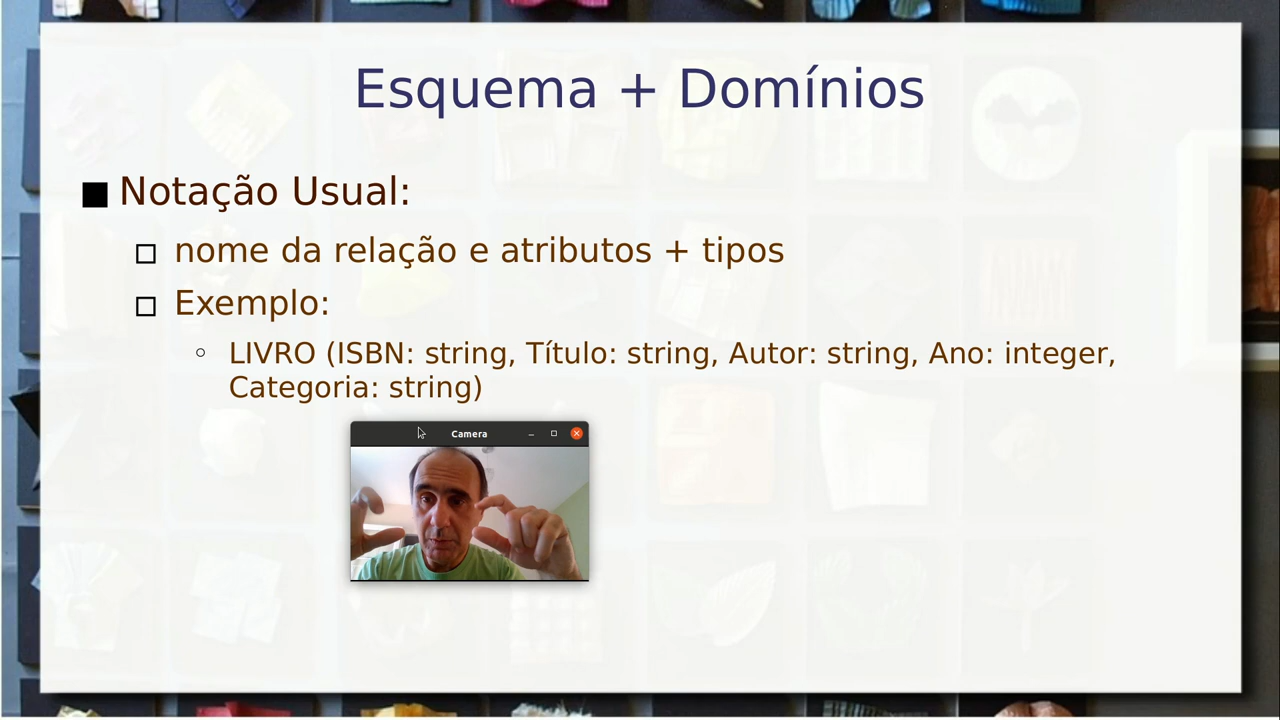 Esquema + Domínios
Notação Usual:
nome da relação e atributos + tipos
Exemplo:
LIVRO (ISBN: string, Título: string, Autor: string, Ano: integer,
Categoria: string)
Camera